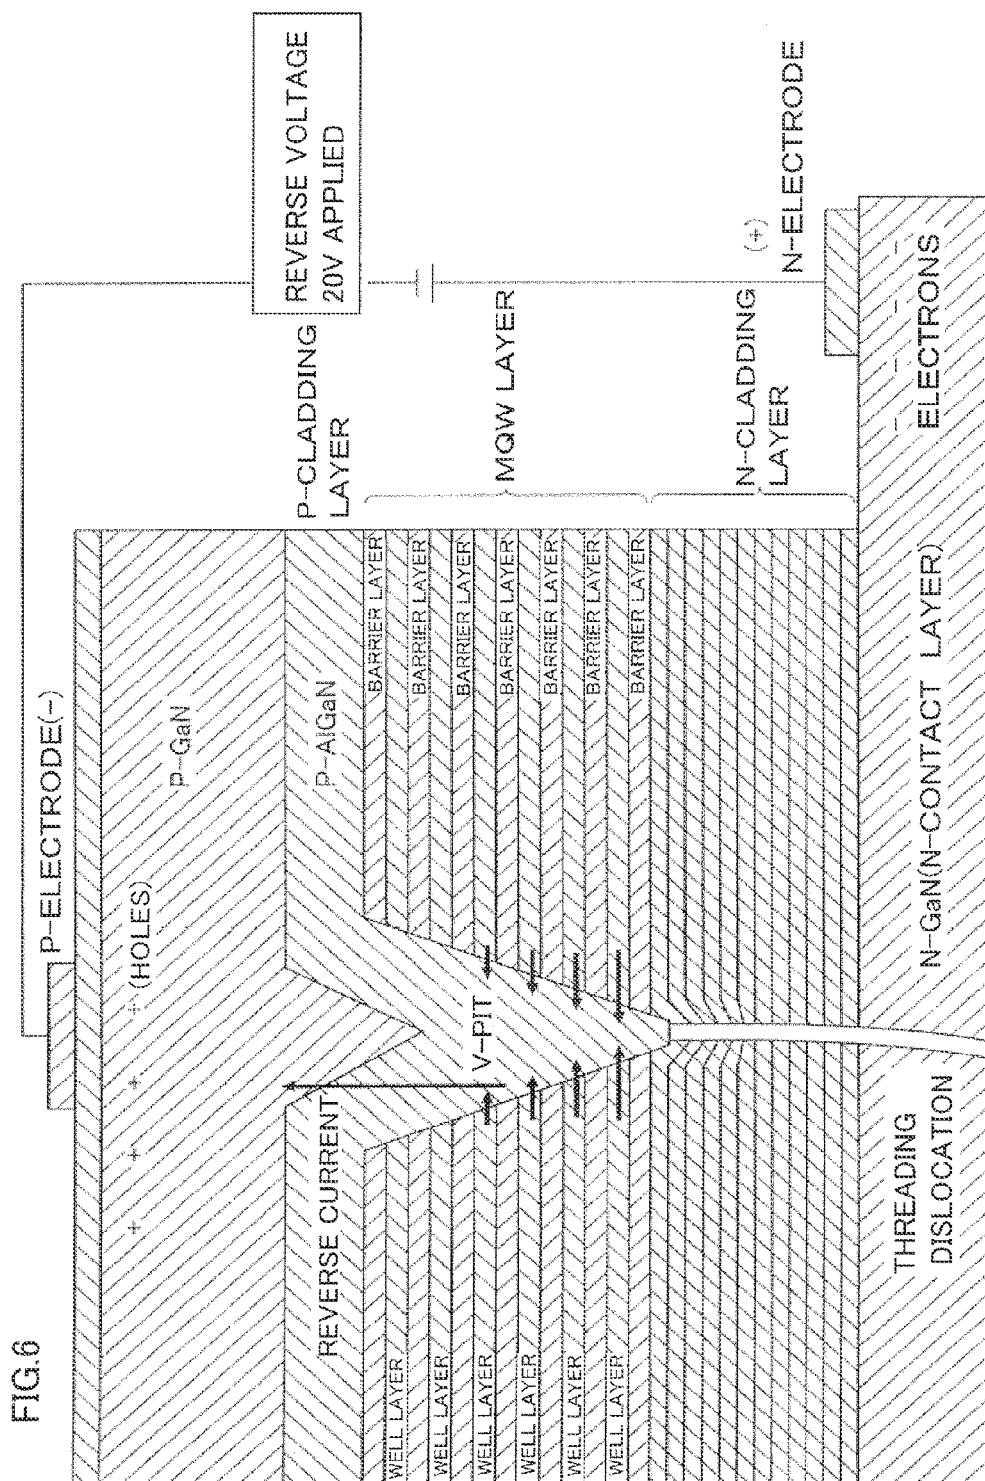 FIG.6
P-ELECTRODE(-)
REVERSE VOLTAGE
20V APPLIED
+ + + + (HOLES)
P-GaN
P-CLADDING
LAYER
REVERSE CURRENT
P-AlGaN
BARRIER LAYER
WELL LAYER
BARRIER LAYER
WELL LAYER
BARRIER LAYER
V-PIT
MQW LAYER
WELL LAYER
BARRIER LAYER
WELL LAYER
BARRIER LAYER
WELL LAYER
BARRIER LAYER
WELL LAYER
BARRIER LAYER
N-CLADDING
LAYER
(+)
N-ELECTRODE
THREADING
DISLOCATION
N-GaN(N-CONTACT LAYER)
- - - -
ELECTRONS